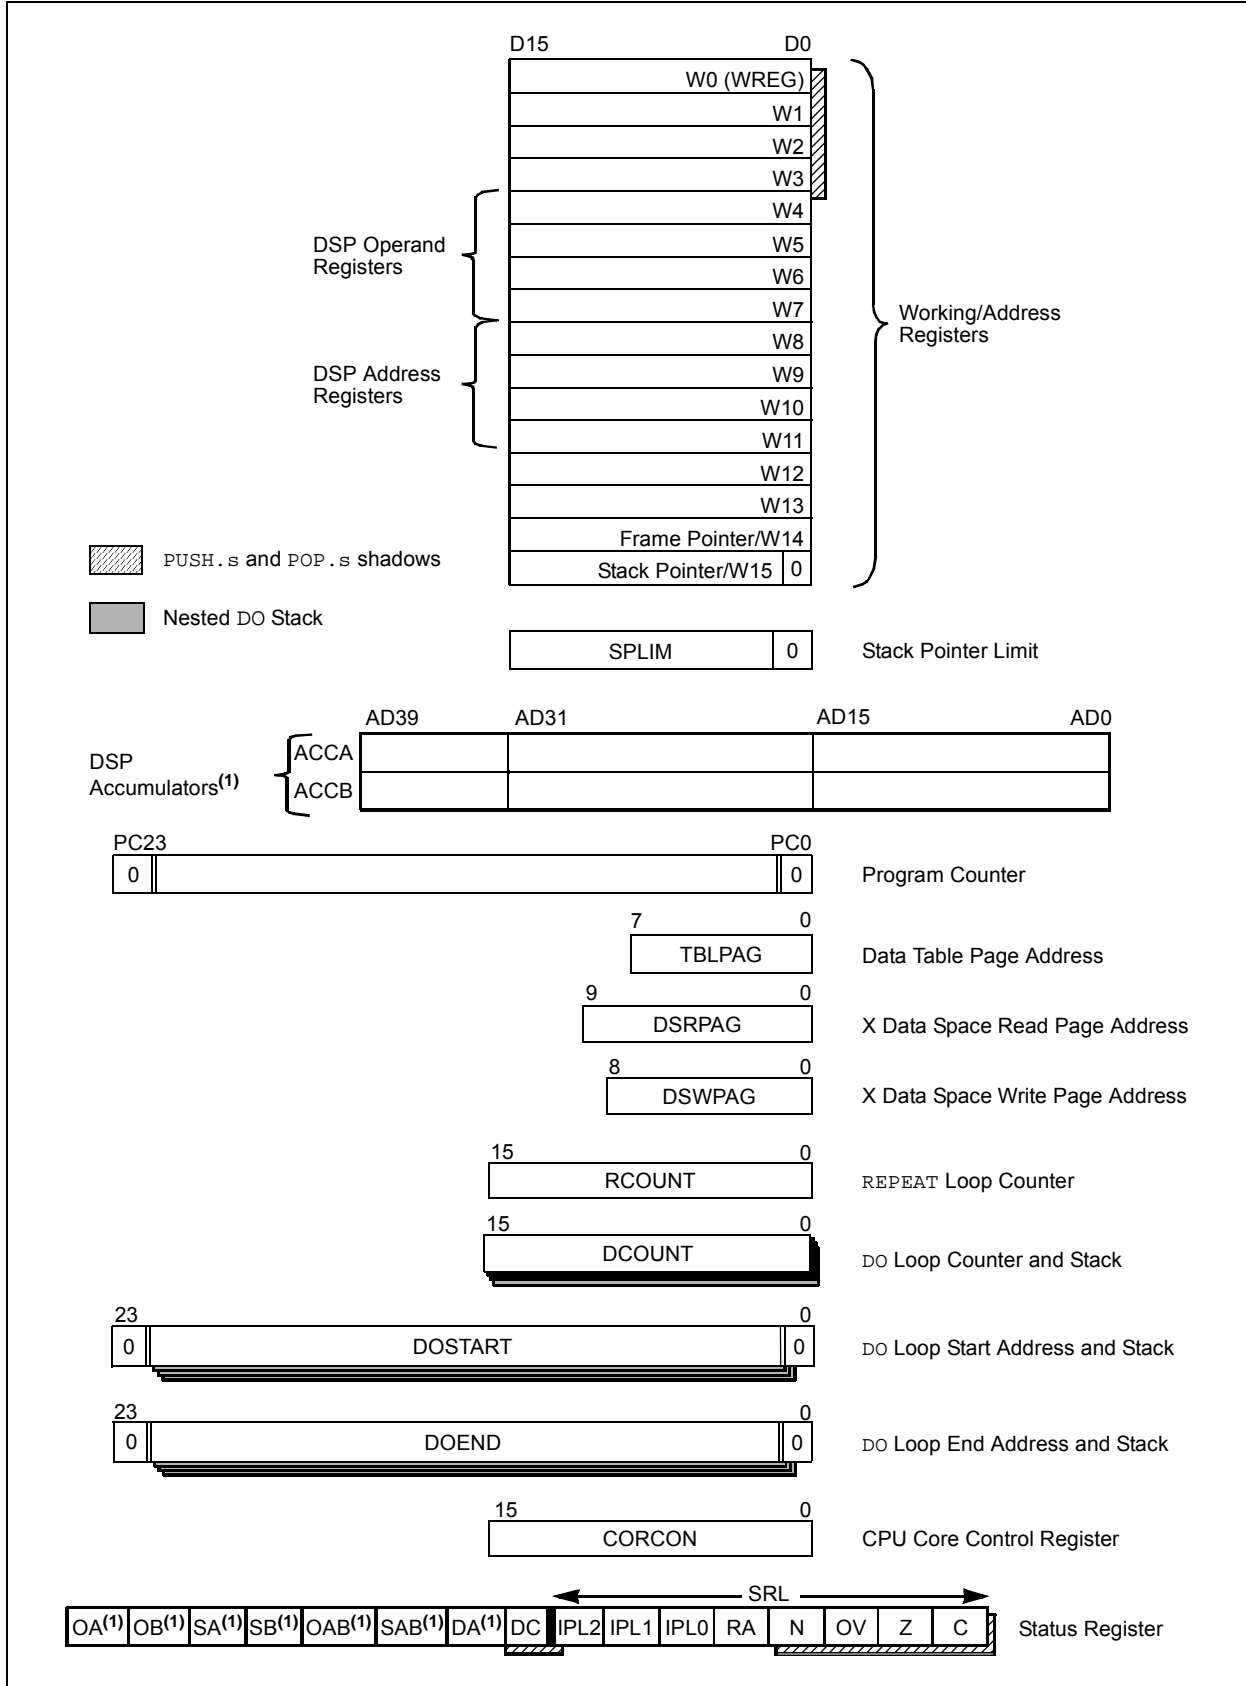 D15 D0
W0 (WREG)
W1
W2
W3
W4
DSP Operand
Registers
W5
W6
W7
Working/Address
Registers
W8
DSP Address
Registers
W9
W10
W11
W12
W13
Frame Pointer/W14
PUSH.s and POP.s shadows
Stack Pointer/W15 0
Nested DO Stack
SPLIM 0 Stack Pointer Limit
AD39 AD31 AD15 AD0
DSP
Accumulators(1)
ACCA
ACCB
PC23 PC0
0 0 Program Counter
7 0
TBLPAG Data Table Page Address
9 0
DSRPAG X Data Space Read Page Address
8 0
DSWPAG X Data Space Write Page Address
15 0
RCOUNT REPEAT Loop Counter
15 0
DCOUNT DO Loop Counter and Stack
23 0
0 DOSTART 0 DO Loop Start Address and Stack
23 0
0 DOEND 0 DO Loop End Address and Stack
15 0
CORCON CPU Core Control Register
SRL
OA(1) OB(1) SA(1) SB(1) OAB(1) SAB(1) DA(1) DC IPL2 IPL1 IPL0 RA N OV Z C Status Register